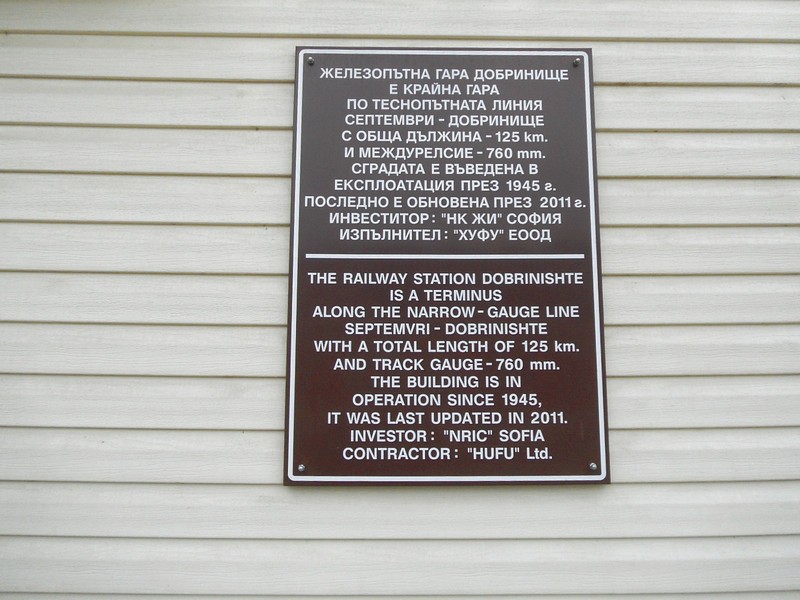 ЖЕЛЕЗОПЪТНА ГАРА ДОБРИНИЩЕ
Е КРАЙНА ГАРА
ПО ТЕСНОПЪТНАТА ЛИНИЯ
СЕПТЕМВРИ - ДОБРИНИЩЕ
С ОБЩА ДЪЛЖИНА - 125 km.
И МЕЖДУРЕЛСИЕ - 760 mm.
СГРАДАТА Е ВЪВЕДЕНА В
ЕКСПЛОАТАЦИЯ ПРЕЗ 1945 г.
ПОСЛЕДНО Е ОБНОВЕНА ПРЕЗ 2011 г.
ИНВЕСТИТОР: "НК ЖИ" СОФИЯ
ИЗПЪЛНИТЕЛ: "ХУФУ" ЕООД
THE RAILWAY STATION DOBRINISHTE
IS A TERMINUS
ALONG THE NARROW - GAUGE LINE
SEPTEMVRI - DOBRINISHTE
WITH A TOTAL LENGTH OF 125 km.
AND TRACK GAUGE - 760 mm.
THE BUILDING IS IN
OPERATION SINCE 1945,
IT WAS LAST UPDATED IN 2011.
INVESTOR: "NRIC" SOFIA
CONTRACTOR: "HUFU" Ltd.